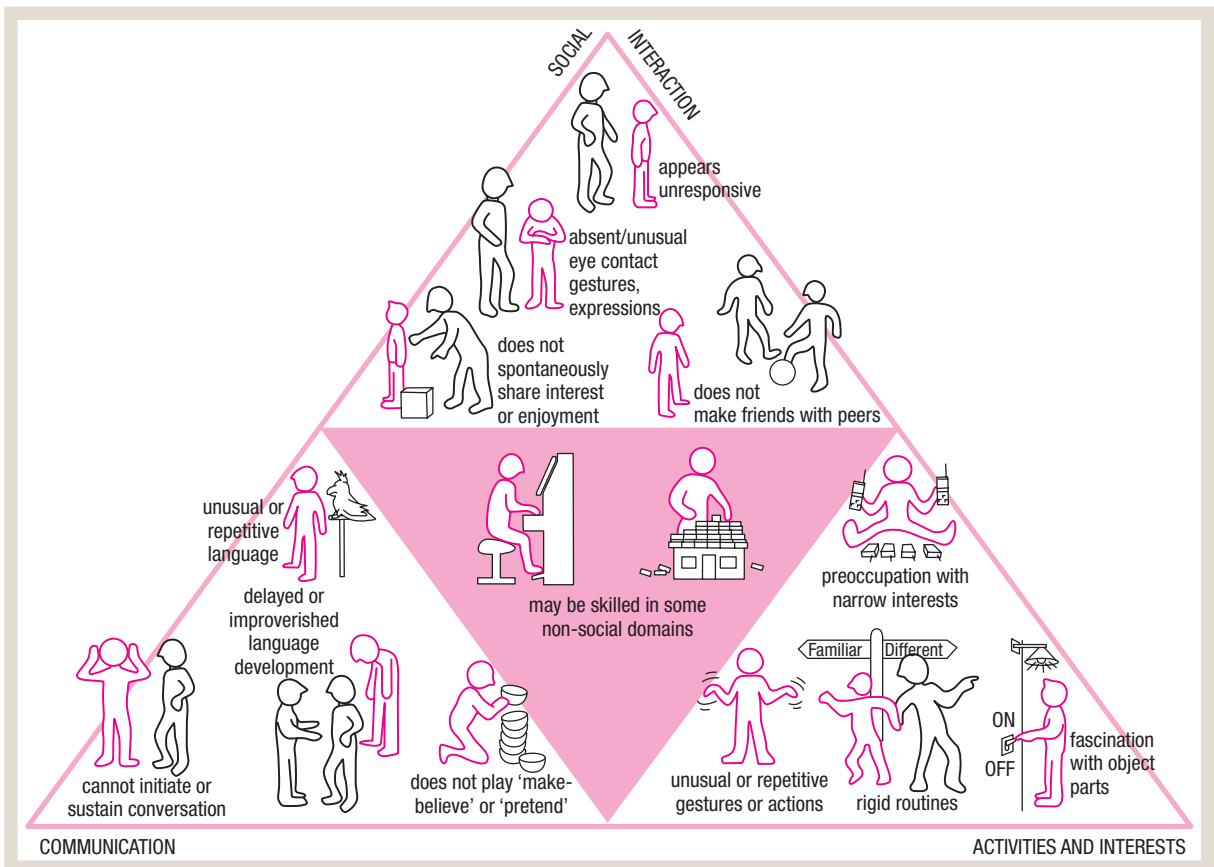 SOCIAL
INTERACTION
appears
unresponsive
absent/unusual
eye contact
gestures,
expressions
does not
spontaneously
share interest
or enjoyment
does not
make friends with peers
unusual or
repetitive
language
delayed or
improverished
language
development
cannot initiate or
sustain conversation
does not play ‘make-
believe’ or ‘pretend’
may be skilled in some
non-social domains
preoccupation with
narrow interests
unusual or repetitive
gestures or actions
Familiar
Different
rigid routines
ON
OFF
fascination
with object
parts
COMMUNICATION
ACTIVITIES AND INTERESTS